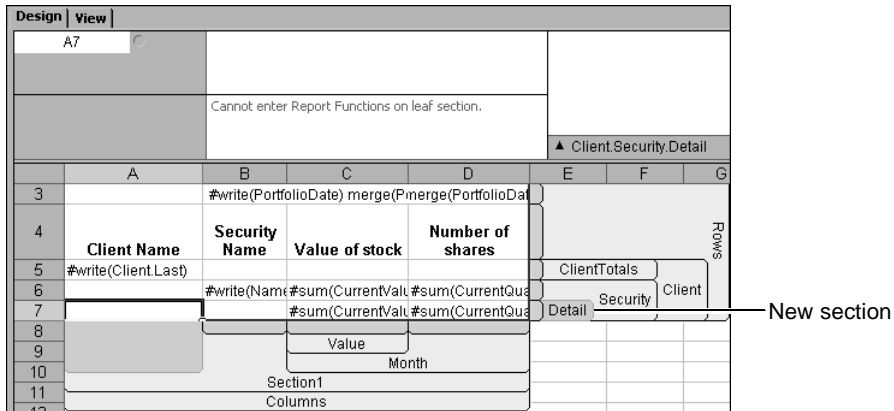 Design View
A7
Cannot enter Report Functions on leaf section.
▲ Client.Security.Detail
A B C D E F G
3 #write(PortfolioDate) merge(P merge(PortfolioDat
Rows
4 Client Name Security Name Value of stock Number of shares
5 #write(Client.Last) ClientTotals
6 #write(Nam #sum(CurrentVal #sum(CurrentQua
Security Client
7 #sum(CurrentVal #sum(CurrentQua Detail New section
8
9 Value
10 Month
Section1
11 Columns